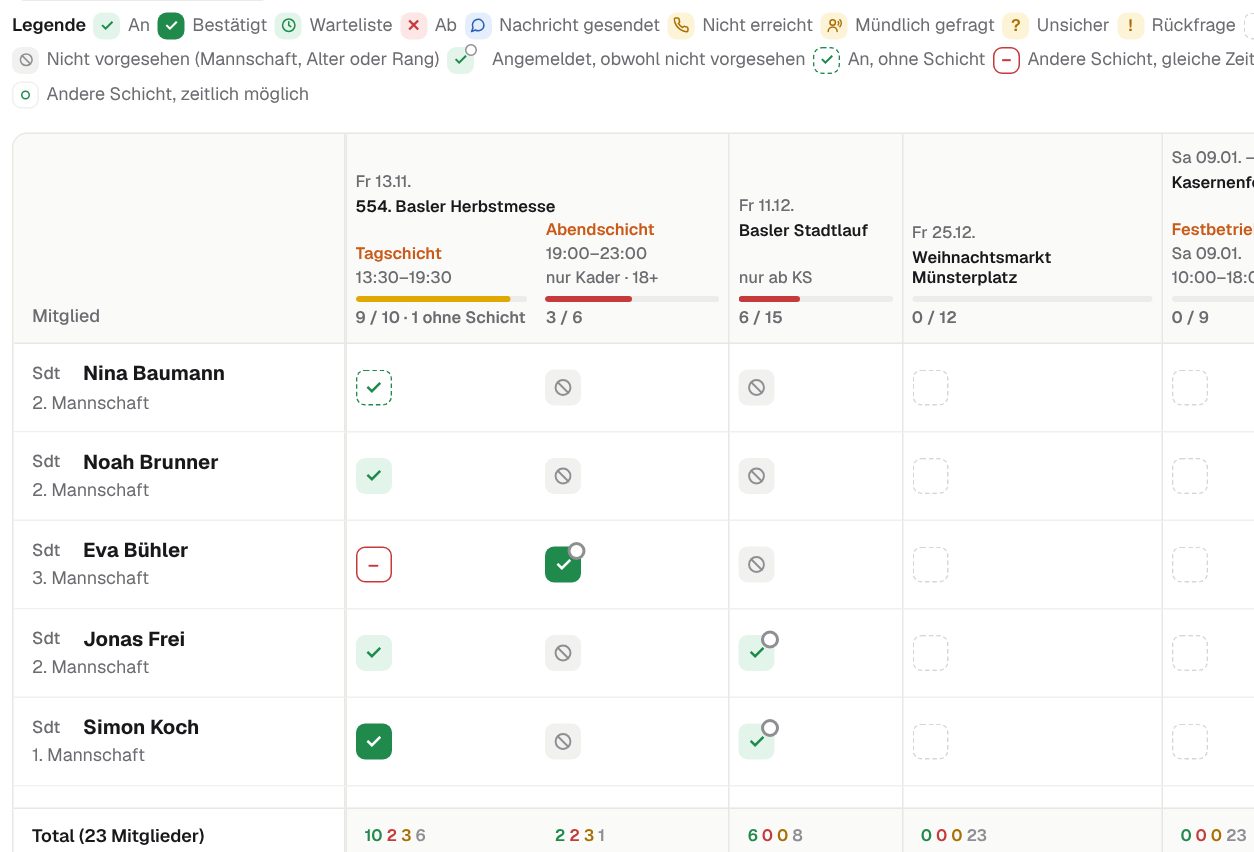 Legende An Bestätigt Warteliste Ab Nachricht gesendet Nicht erreicht Mündlich gefragt ? Unsicher ! Rückfrage
Nicht vorgesehen (Mannschaft, Alter oder Rang) Angemeldet, obwohl nicht vorgesehen An, ohne Schicht Andere Schicht, gleiche Zeit
Andere Schicht, zeitlich möglich
Mitglied
Fr 13.11.
554. Basler Herbstmesse
Tagschicht
13:30–19:30
9 / 10 · 1 ohne Schicht
Abendschicht
19:00–23:00
nur Kader · 18+
3 / 6
Fr 11.12.
Basler Stadtlauf
nur ab KS
6 / 15
Fr 25.12.
Weihnachtsmarkt
Münsterplatz
0 / 12
Sa 09.01. –
Kasernenfe
Festbetrie
Sa 09.01.
10:00–18:0
0 / 9
Sdt Nina Baumann
2. Mannschaft
Sdt Noah Brunner
2. Mannschaft
Sdt Eva Bühler
3. Mannschaft
Sdt Jonas Frei
2. Mannschaft
Sdt Simon Koch
1. Mannschaft
Total (23 Mitglieder) 10 2 3 6 2 2 3 1 6 0 0 8 0 0 0 23 0 0 0 23